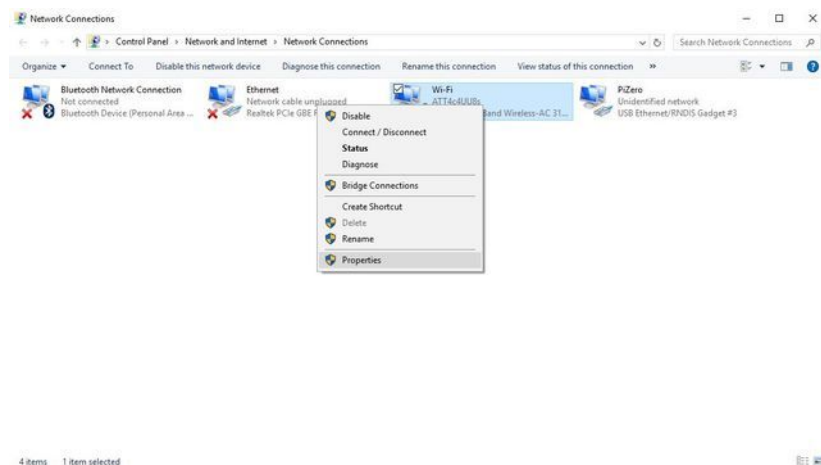 Network Connections
Control Panel › Network and Internet › Network Connections
Search Network Connections
Organize
Connect To
Disable this network device
Diagnose this connection
Rename this connection
View status of this connection
»
Bluetooth Network Connection
Not connected
Bluetooth Device (Personal Area ...
Ethernet
Network cable unplugged
Realtek PCIe GBE
Wi-Fi
Band Wireless-AC 31...
PiZero
Unidentified network
USB Ethernet/RNDIS Gadget #3
Disable
Connect / Disconnect
Status
Diagnose
Bridge Connections
Create Shortcut
Delete
Rename
Properties
4 items
1 item selected